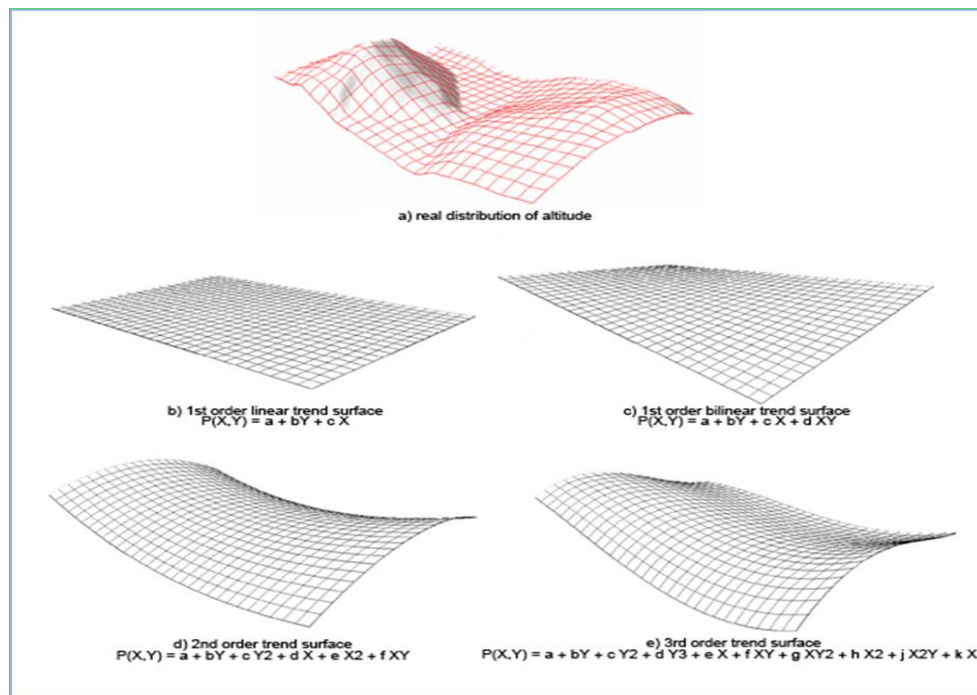 a) real distribution of altitude
b) 1st order linear trend surface
P(X,Y) = a + bY + c X
c) 1st order bilinear trend surface
P(X,Y) = a + bY + c X + d XY
d) 2nd order trend surface
P(X,Y) = a + bY + c Y2 + d X + e X2 + f XY
e) 3rd order trend surface
P(X,Y) = a + bY + c Y2 + d Y3 + e X + f XY + g XY2 + h X2 + j X2Y + k X